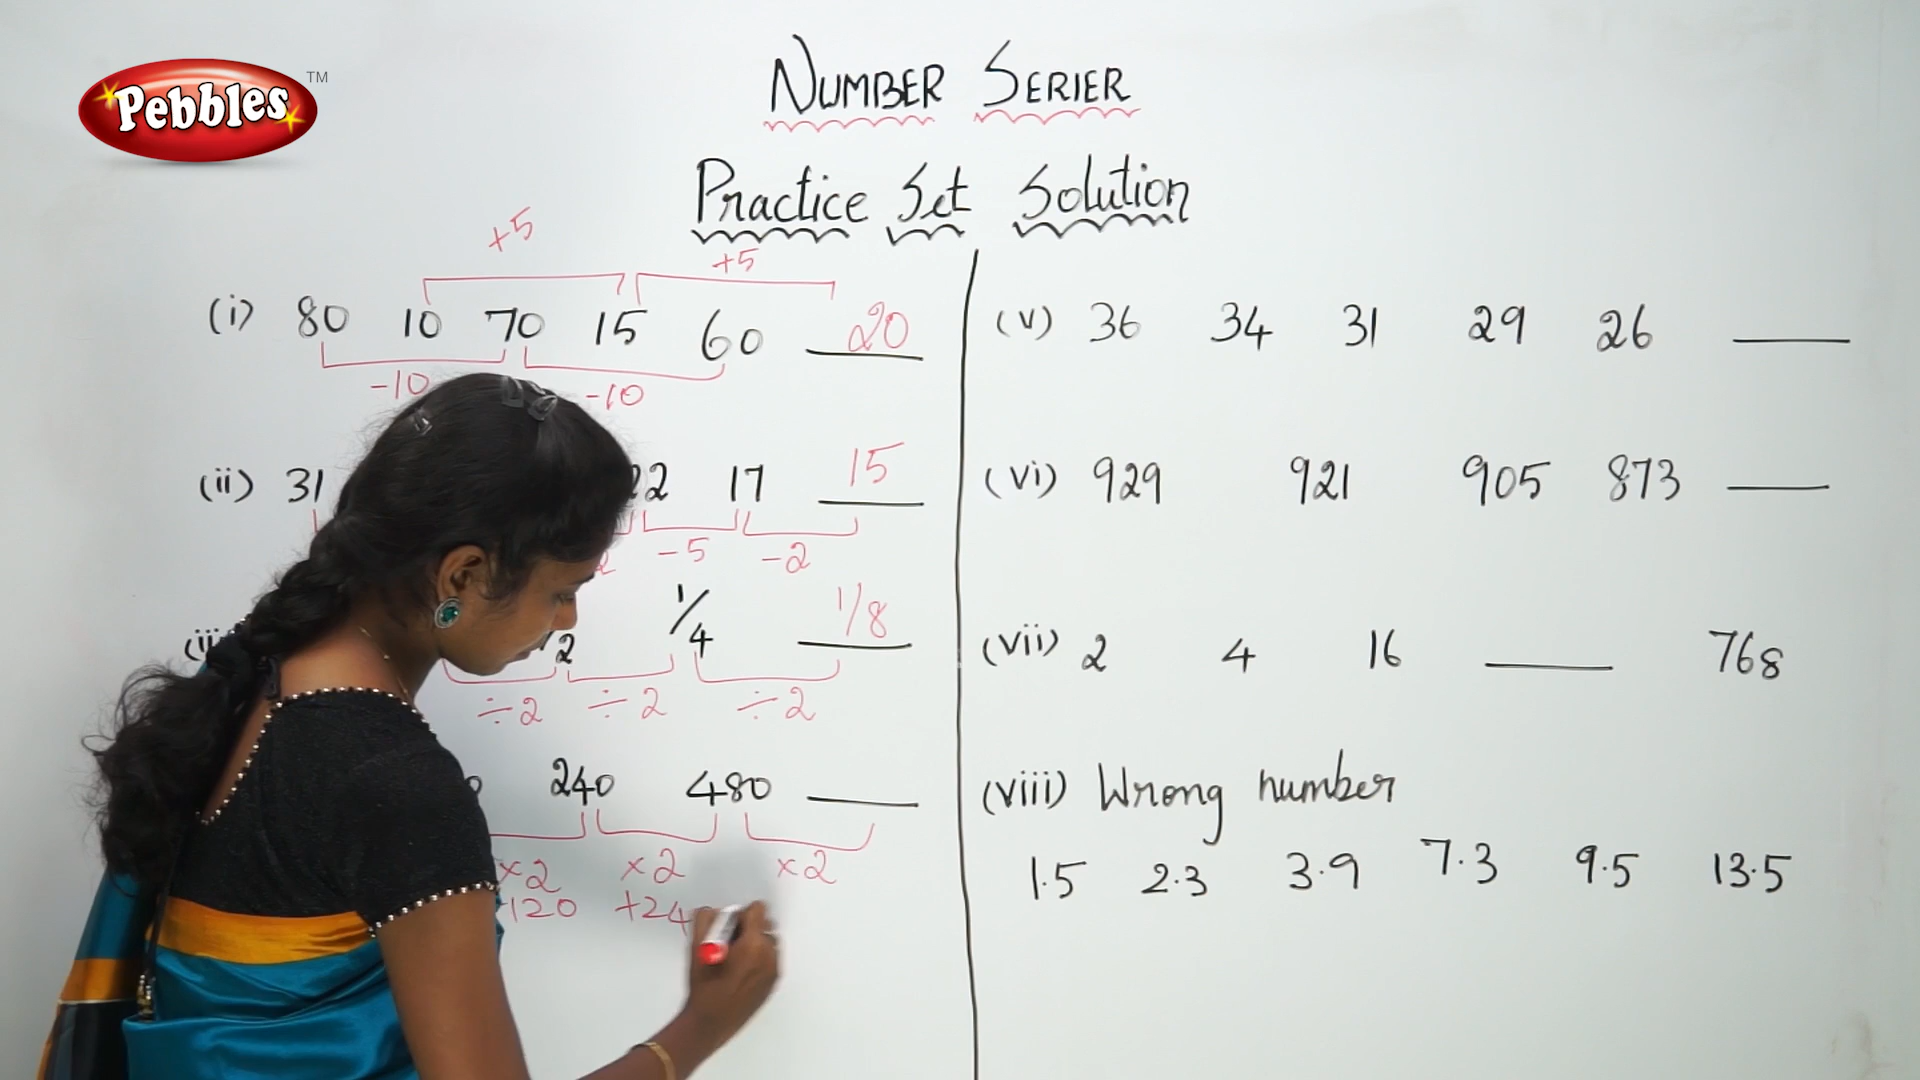 Pebbles TM
NUMBER SERIER
Practice Set Solution
+5 +5
(i) 80 10 70 15 60 20
-10 -10
(ii) 31 22 17 15
2 -5 -2
1/4 1/8
÷2 ÷2 ÷2
240 480
×2 ×2 ×2
120 +24
(v) 36 34 31 29 26
(vi) 929 921 905 873
(vii) 2 4 16 768
(viii) Wrong number
1.5 2.3 3.9 7.3 9.5 13.5